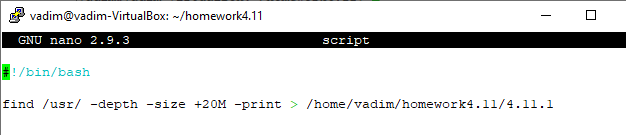 vadim@vadim-VirtualBox: ~/homework4.11
GNU nano 2.9.3 script
#!/bin/bash
find /usr/ -depth -size +20M -print > /home/vadim/homework4.11/4.11.1